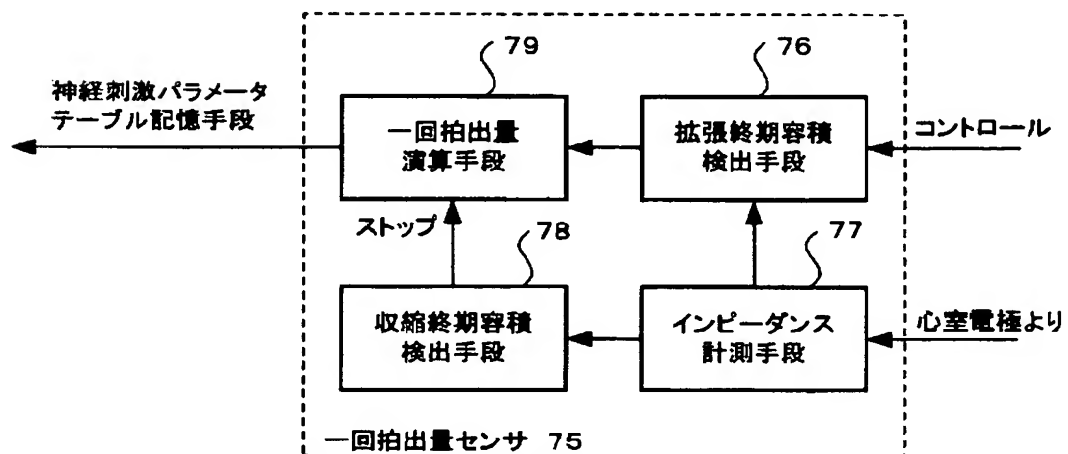 79
76
神経刺激パラメータ
テーブル記憶手段
一回拍出量
演算手段
拡張終期容積
検出手段
コントロール
ストップ
78
77
収縮終期容積
検出手段
インピーダンス
計測手段
心室電極より
一回拍出量センサ 75